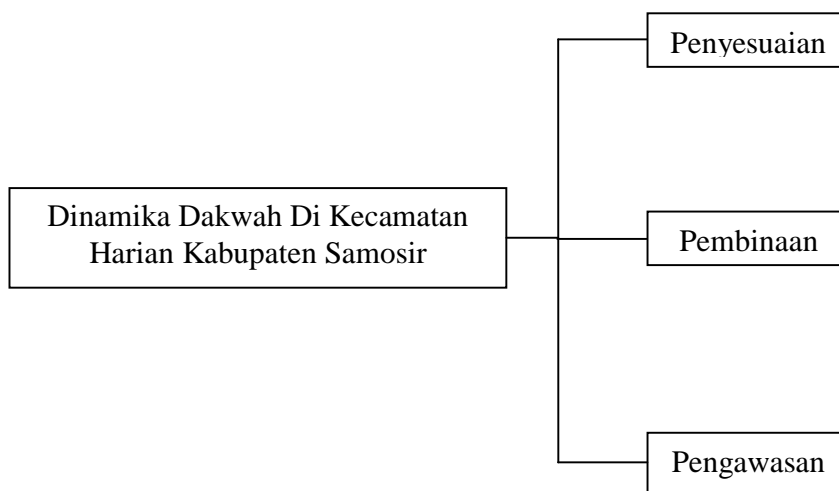 Penyesuaian
Dinamika Dakwah Di Kecamatan
Harian Kabupaten Samosir
Pembinaan
Pengawasan